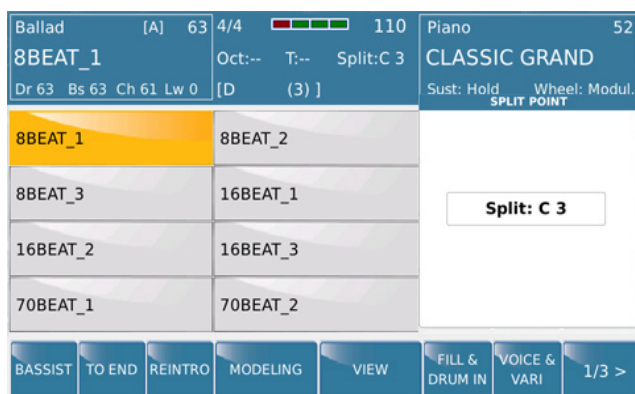 Ballad [A] 63
8BEAT_1
Dr 63 Bs 63 Ch 61 Lw 0
4/4 110
Oct:-- T:-- Split:C 3
[D (3) ]
Piano 52
CLASSIC GRAND
Sust: Hold Wheel: Modul.
SPLIT POINT
8BEAT_1 8BEAT_2
8BEAT_3 16BEAT_1
16BEAT_2 16BEAT_3
70BEAT_1 70BEAT_2
Split: C 3
BASSIST TO END REINTRO MODELING VIEW
FILL &
DRUM IN
VOICE &
VARI
1/3 >